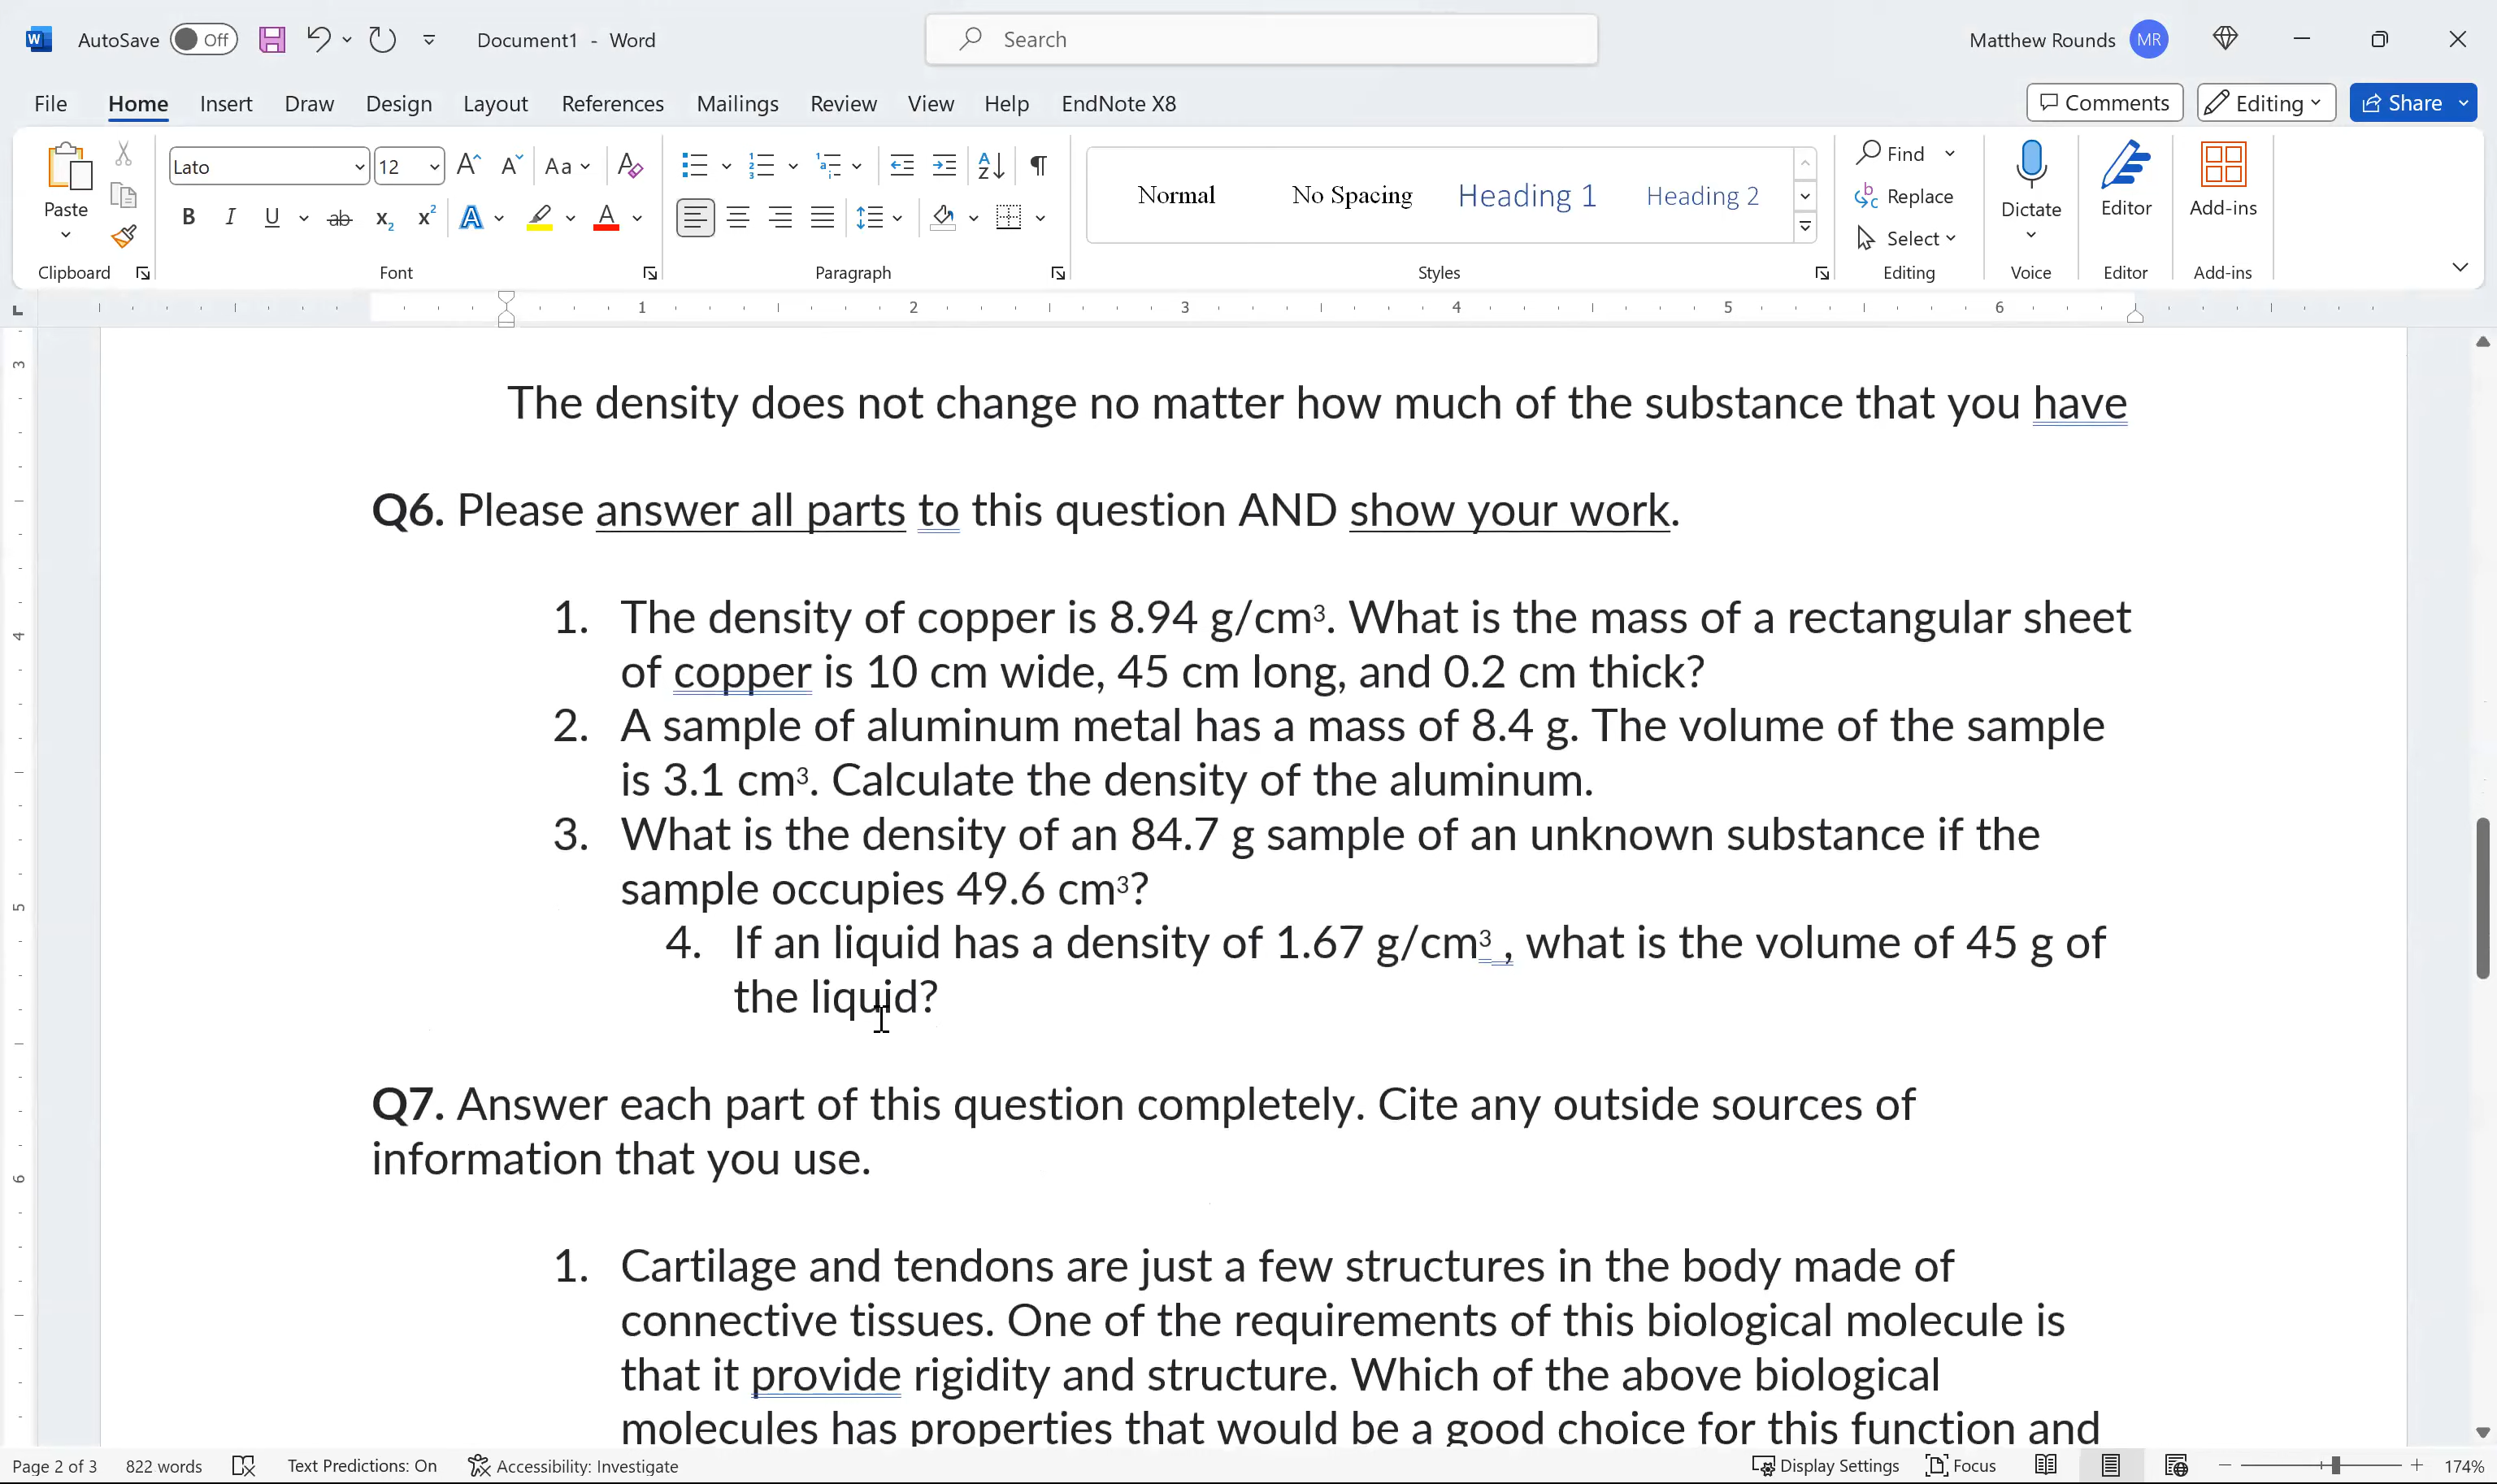 AutoSave Off Document1 - Word Search Matthew Rounds MR
File Home Insert Draw Design Layout References Mailings Review View Help EndNote X8 Comments Editing Share
Lato 12 Aa Normal No Spacing Heading 1 Heading 2
Paste Find Replace Select Dictate Editor Add-ins
Clipboard Font Paragraph Styles Editing Voice Editor Add-ins
1 2 3 4 5 6
The density does not change no matter how much of the substance that you have
Q6. Please answer all parts to this question AND show your work.
1. The density of copper is 8.94 g/cm³. What is the mass of a rectangular sheet
of copper is 10 cm wide, 45 cm long, and 0.2 cm thick?
2. A sample of aluminum metal has a mass of 8.4 g. The volume of the sample
is 3.1 cm³. Calculate the density of the aluminum.
3. What is the density of an 84.7 g sample of an unknown substance if the
sample occupies 49.6 cm³?
4. If an liquid has a density of 1.67 g/cm³ , what is the volume of 45 g of
the liquid?
Q7. Answer each part of this question completely. Cite any outside sources of
information that you use.
1. Cartilage and tendons are just a few structures in the body made of
connective tissues. One of the requirements of this biological molecule is
that it provide rigidity and structure. Which of the above biological
molecules has properties that would be a good choice for this function and
Page 2 of 3 822 words Text Predictions: On Accessibility: Investigate Display Settings Focus 174%